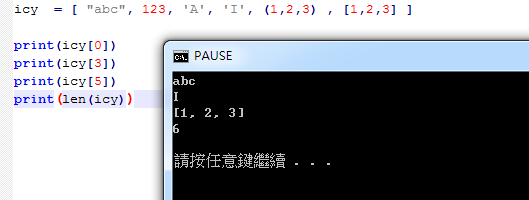 icy  = [ "abc", 123, 'A', 'I', (1,2,3) , [1,2,3] ]
print(icy[0])
print(icy[3])
print(icy[5])
print(len(icy))
PAUSE
abc
I
[1, 2, 3]
6
請按任意鍵繼續 . . .